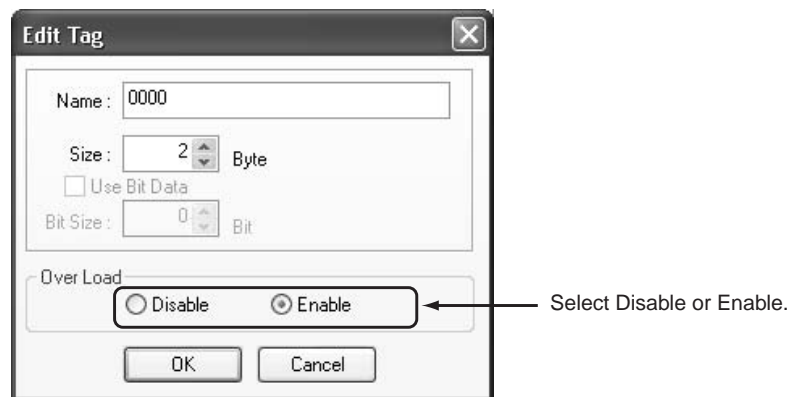 Edit Tag
Name : 0000
Size : 2 Byte
Use Bit Data
Bit Size : 0 Bit
Over Load
Disable Enable
Select Disable or Enable.
OK Cancel